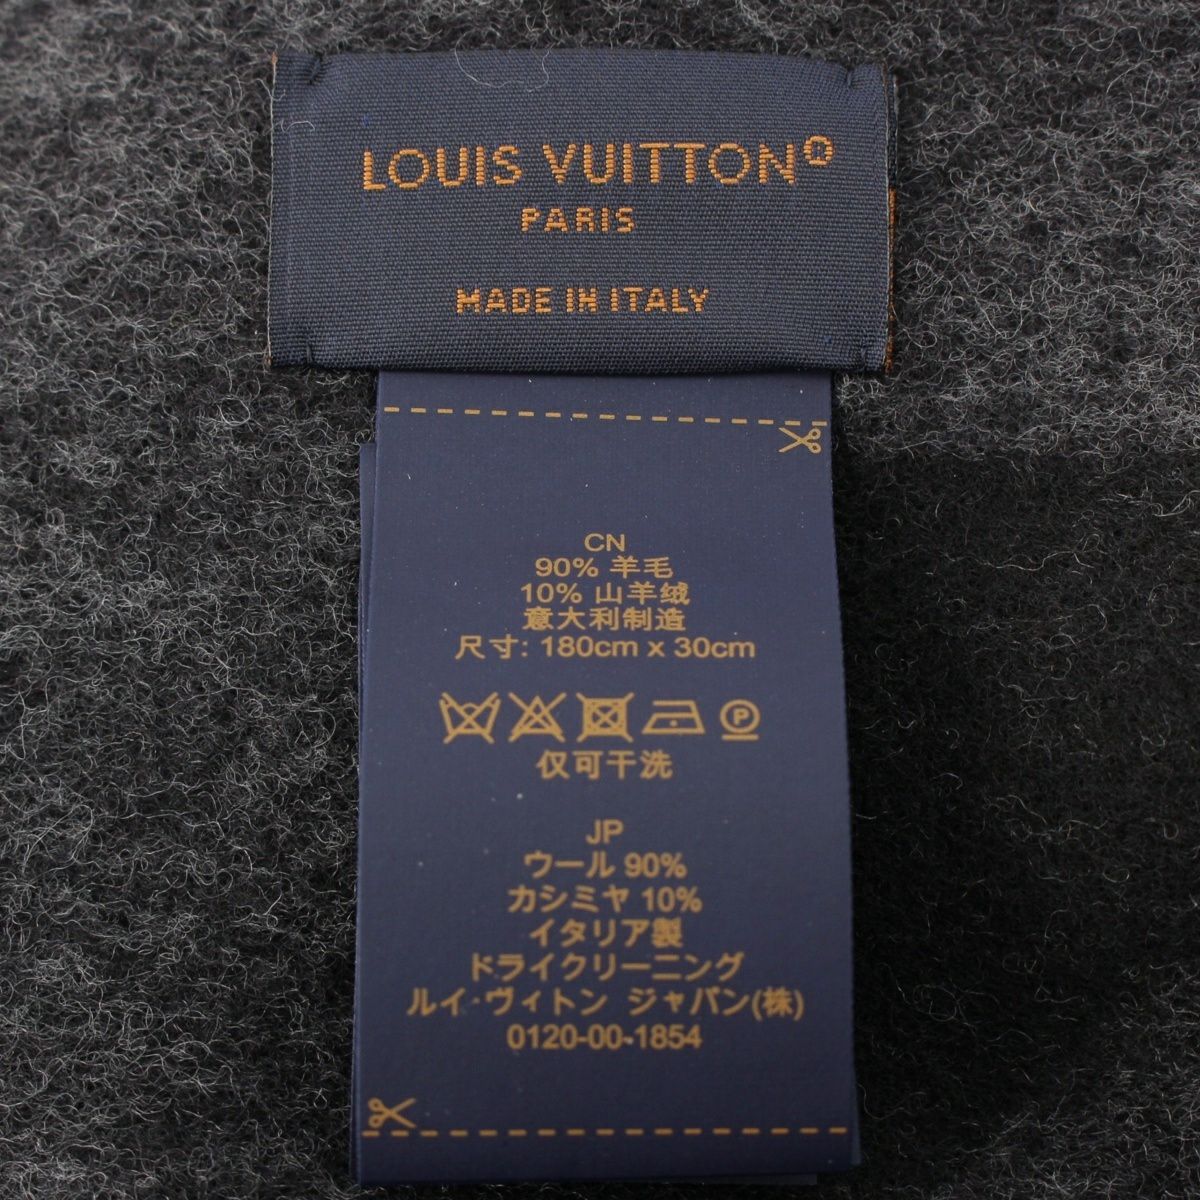 LOUIS VUITTON®
PARIS
MADE IN ITALY
CN
90% 羊毛
10% 山羊绒
意大利制造
尺寸: 180cm x 30cm
P
仅可干洗
JP
ウール 90%
カシミヤ 10%
イタリア製
ドライクリーニング
ルイ･ヴィトン ジャパン(株)
0120-00-1854